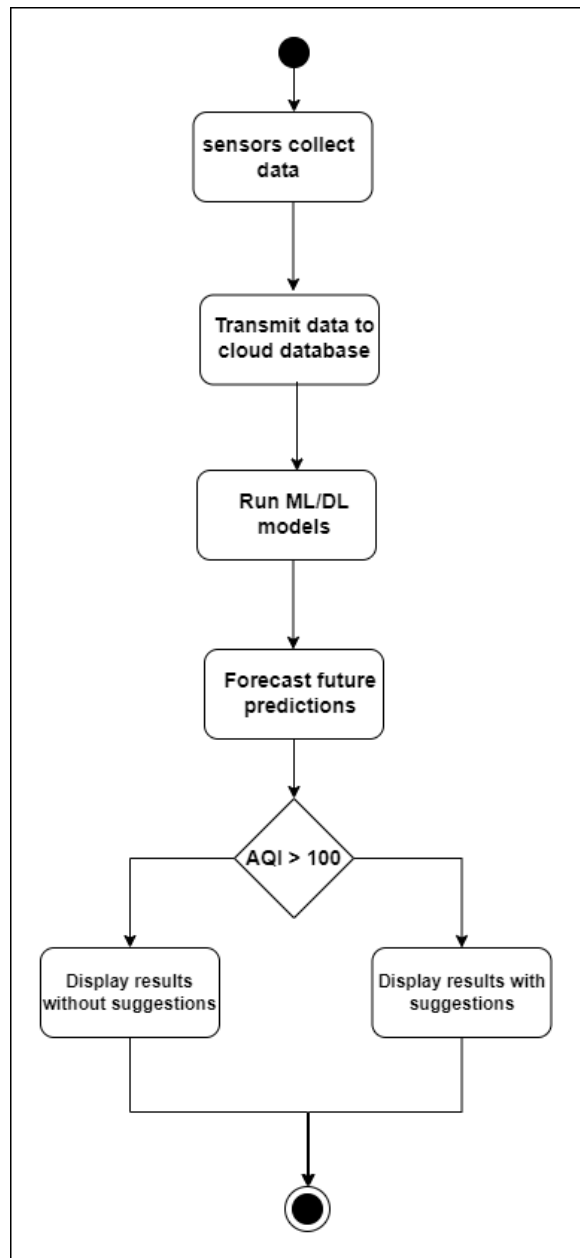 sensors collect
data
Transmit data to
cloud database
Run ML/DL
models
Forecast future
predictions
AQI > 100
Display results
without suggestions
Display results with
suggestions